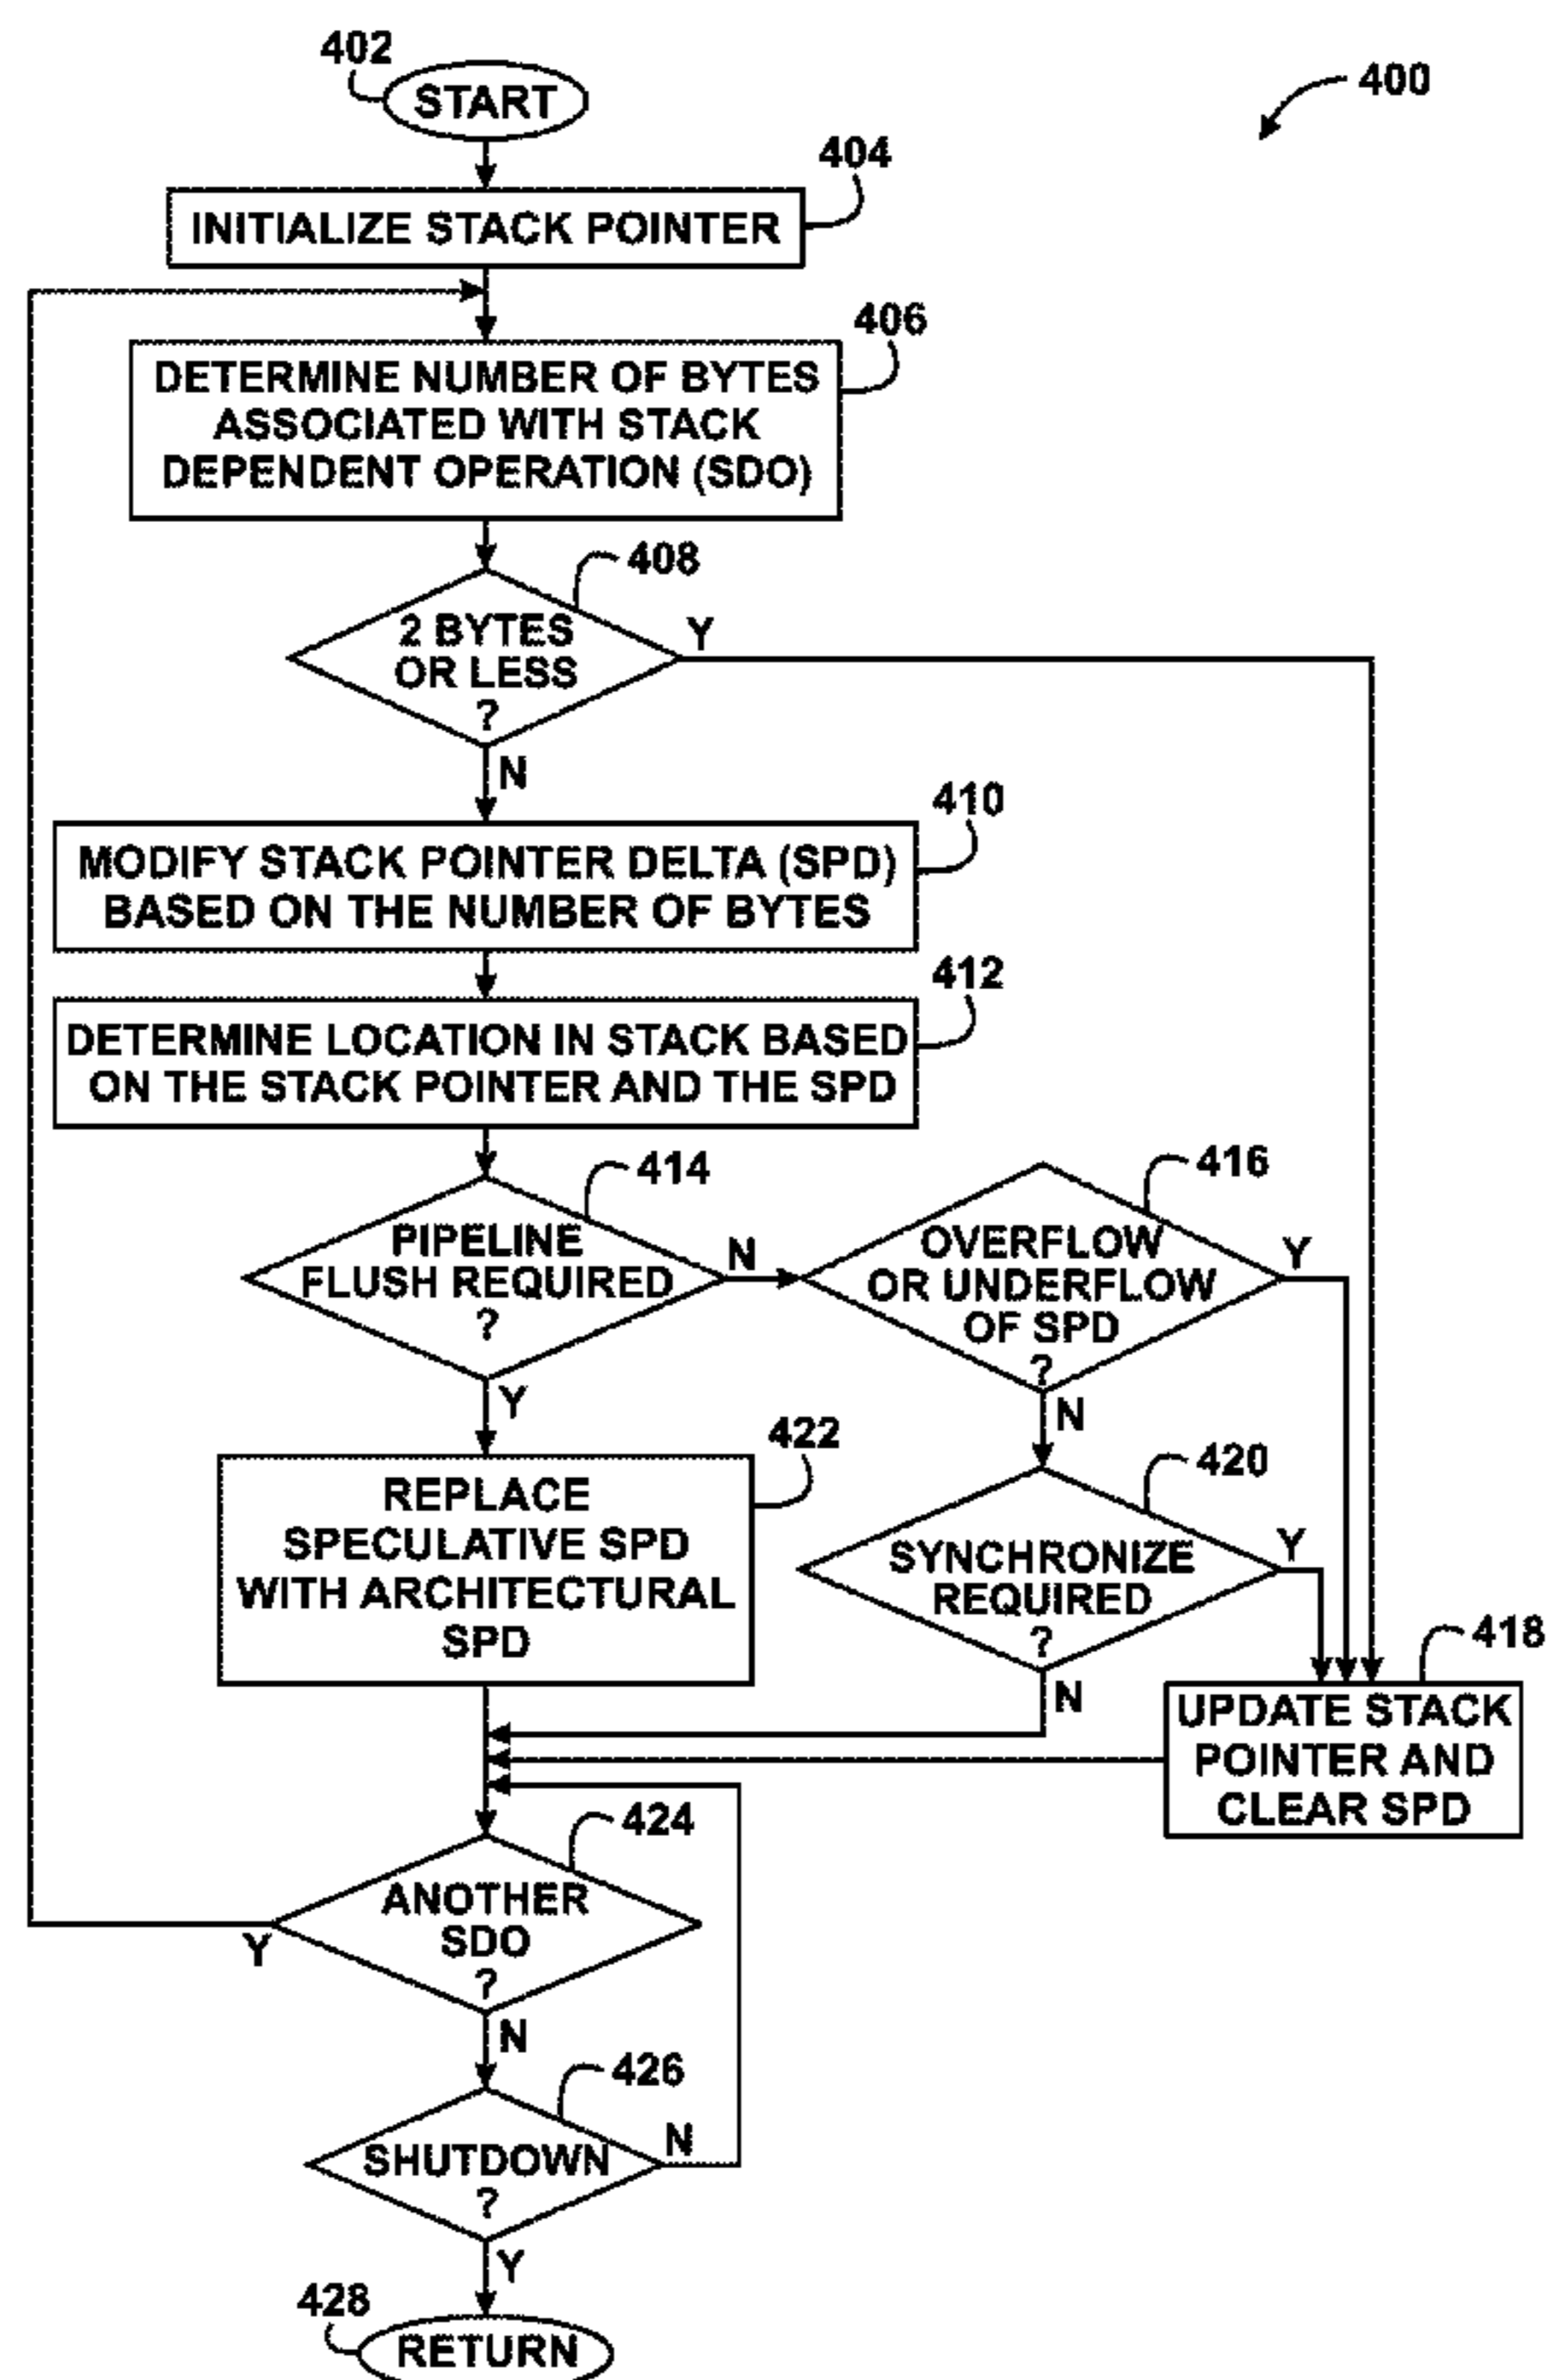 402
START
400
404
INITIALIZE STACK POINTER
406
DETERMINE NUMBER OF BYTES
ASSOCIATED WITH STACK
DEPENDENT OPERATION (SDO)
408
2 BYTES
OR LESS
?
Y
N
410
MODIFY STACK POINTER DELTA (SPD)
BASED ON THE NUMBER OF BYTES
412
DETERMINE LOCATION IN STACK BASED
ON THE STACK POINTER AND THE SPD
414
PIPELINE
FLUSH REQUIRED
?
N
Y
416
OVERFLOW
OR UNDERFLOW
OF SPD
?
Y
N
422
REPLACE
SPECULATIVE SPD
WITH ARCHITECTURAL
SPD
420
SYNCHRONIZE
REQUIRED
?
Y
N
418
UPDATE STACK
POINTER AND
CLEAR SPD
424
ANOTHER
SDO
?
Y
N
426
SHUTDOWN
?
N
Y
428
RETURN